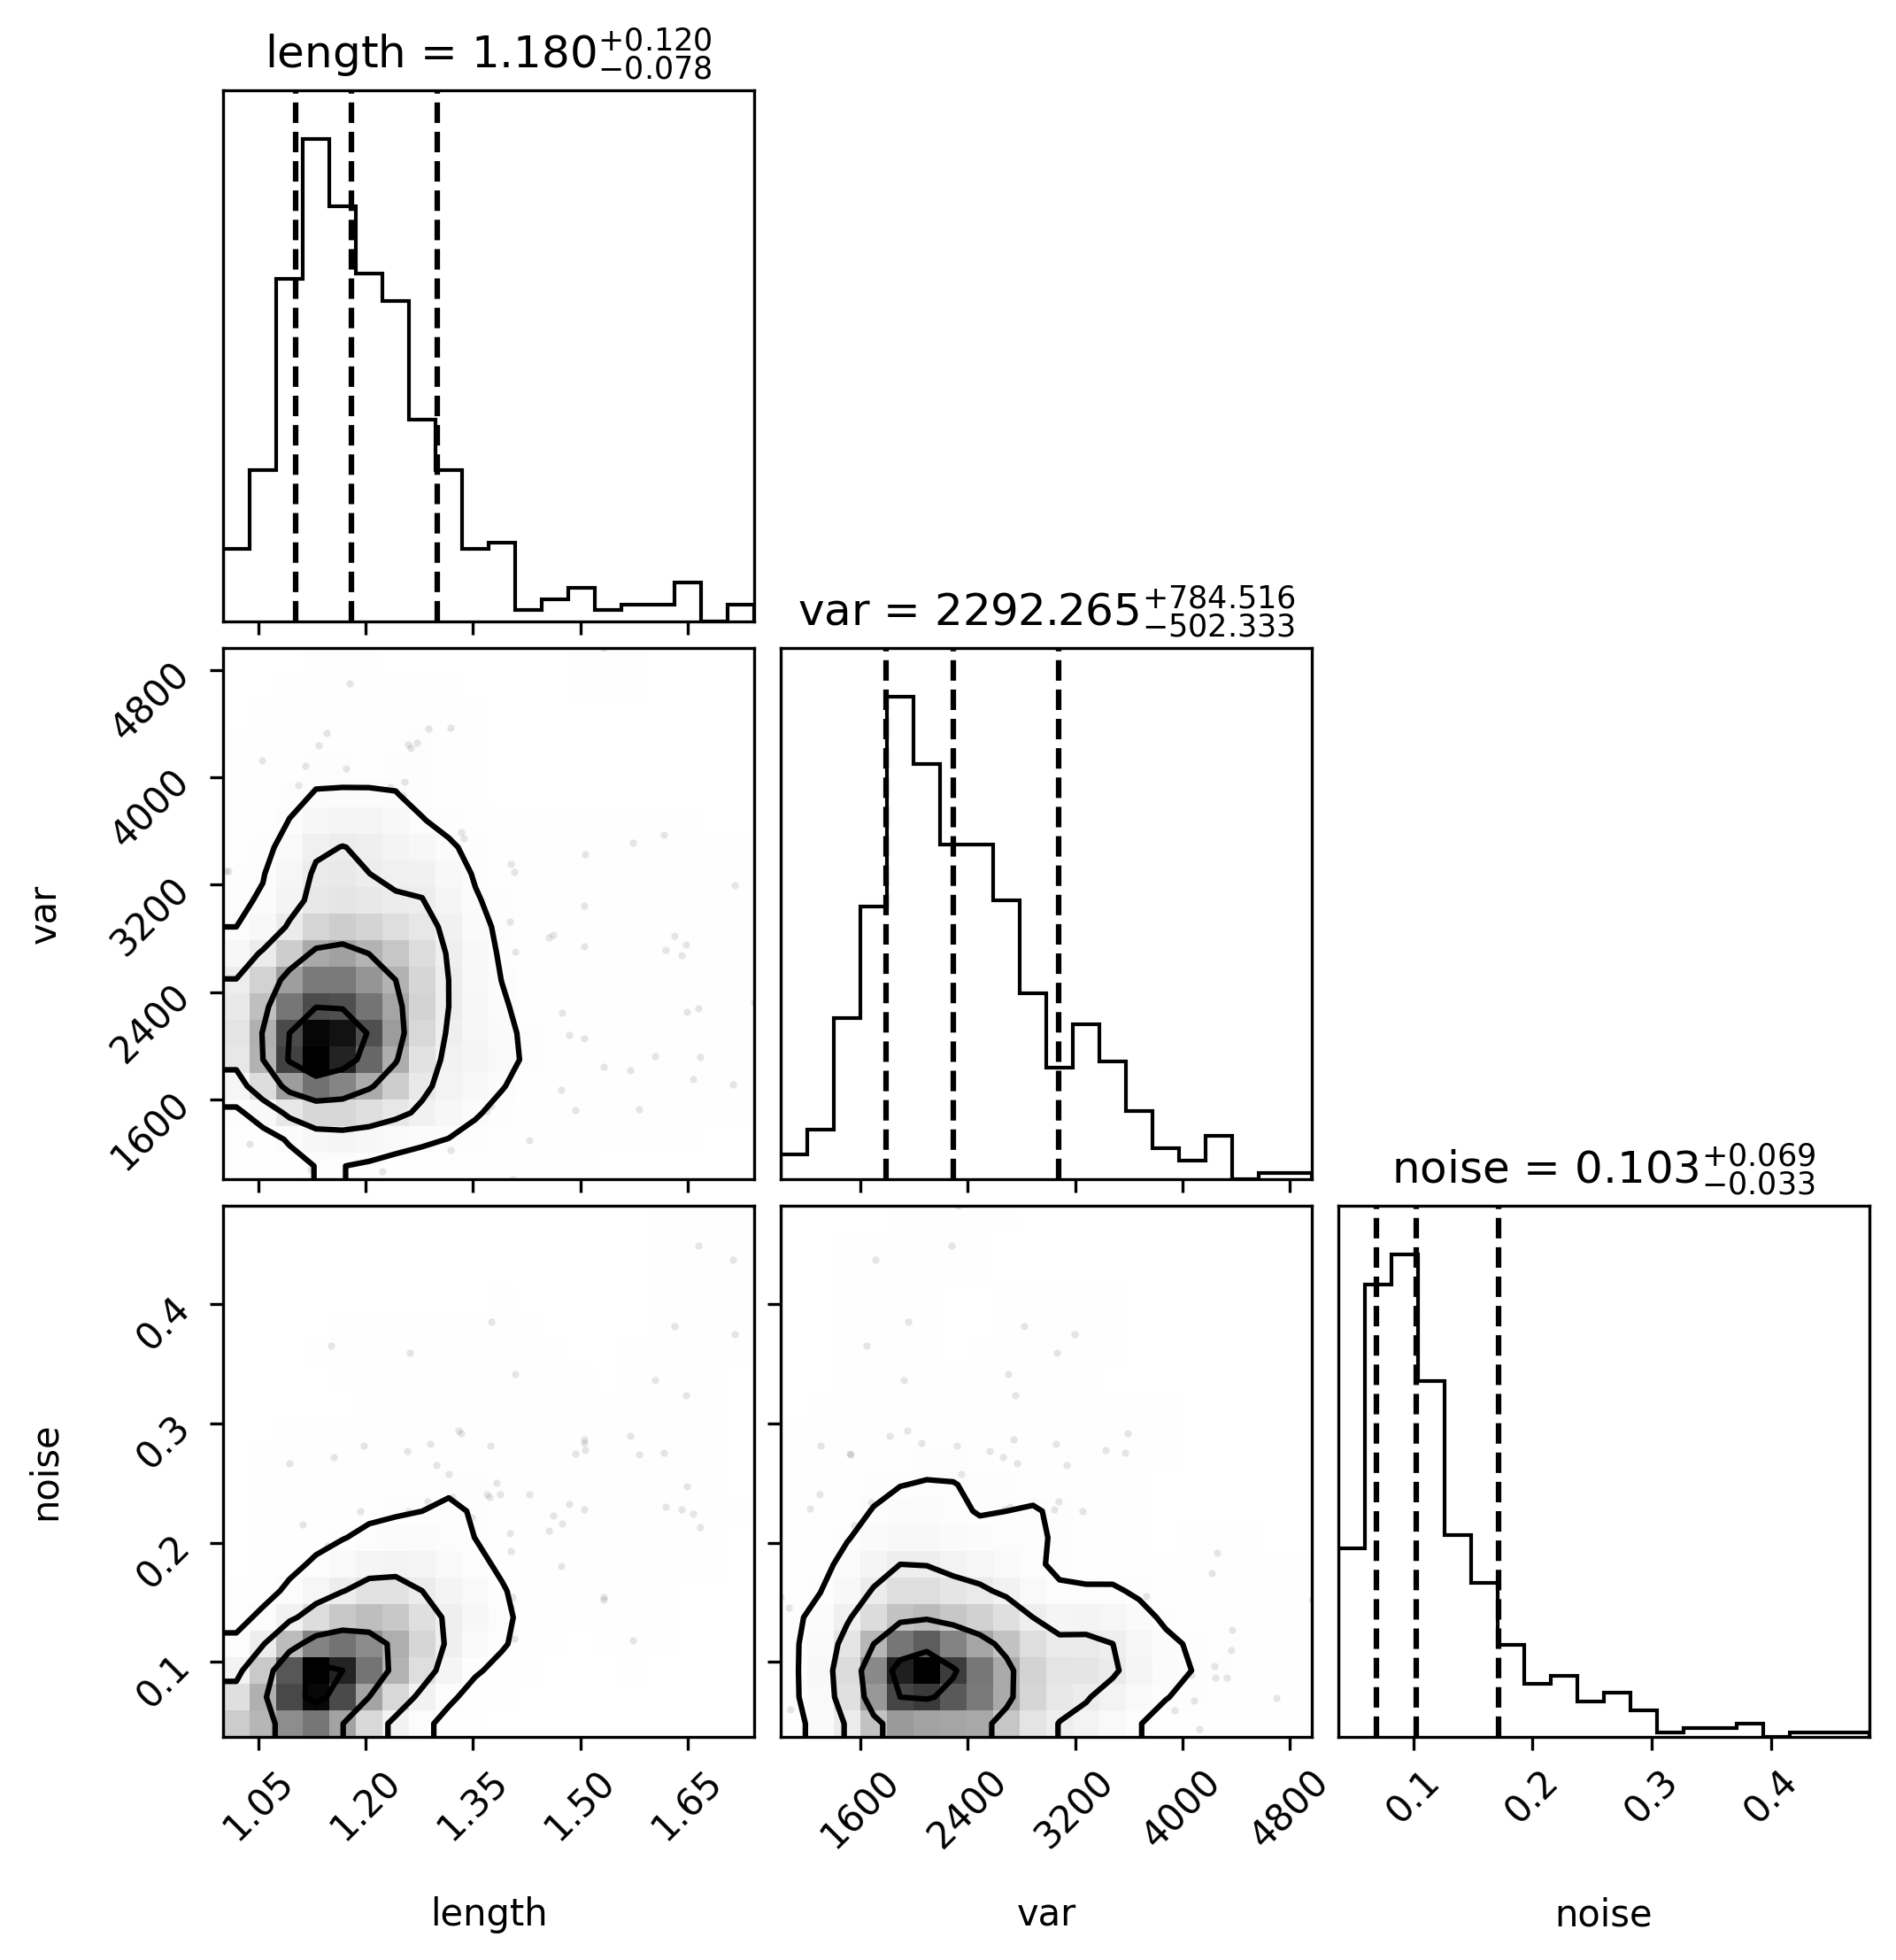 length = 1.180+0.120−0.078
var = 2292.265+784.516−502.333
4800
4000
3200
2400
1600
var
noise = 0.103+0.069−0.033
0.4
0.3
0.2
0.1
noise
1.05 1.20 1.35 1.50 1.65 1600 2400 3200 4000 4800 0.1 0.2 0.3 0.4
length var noise